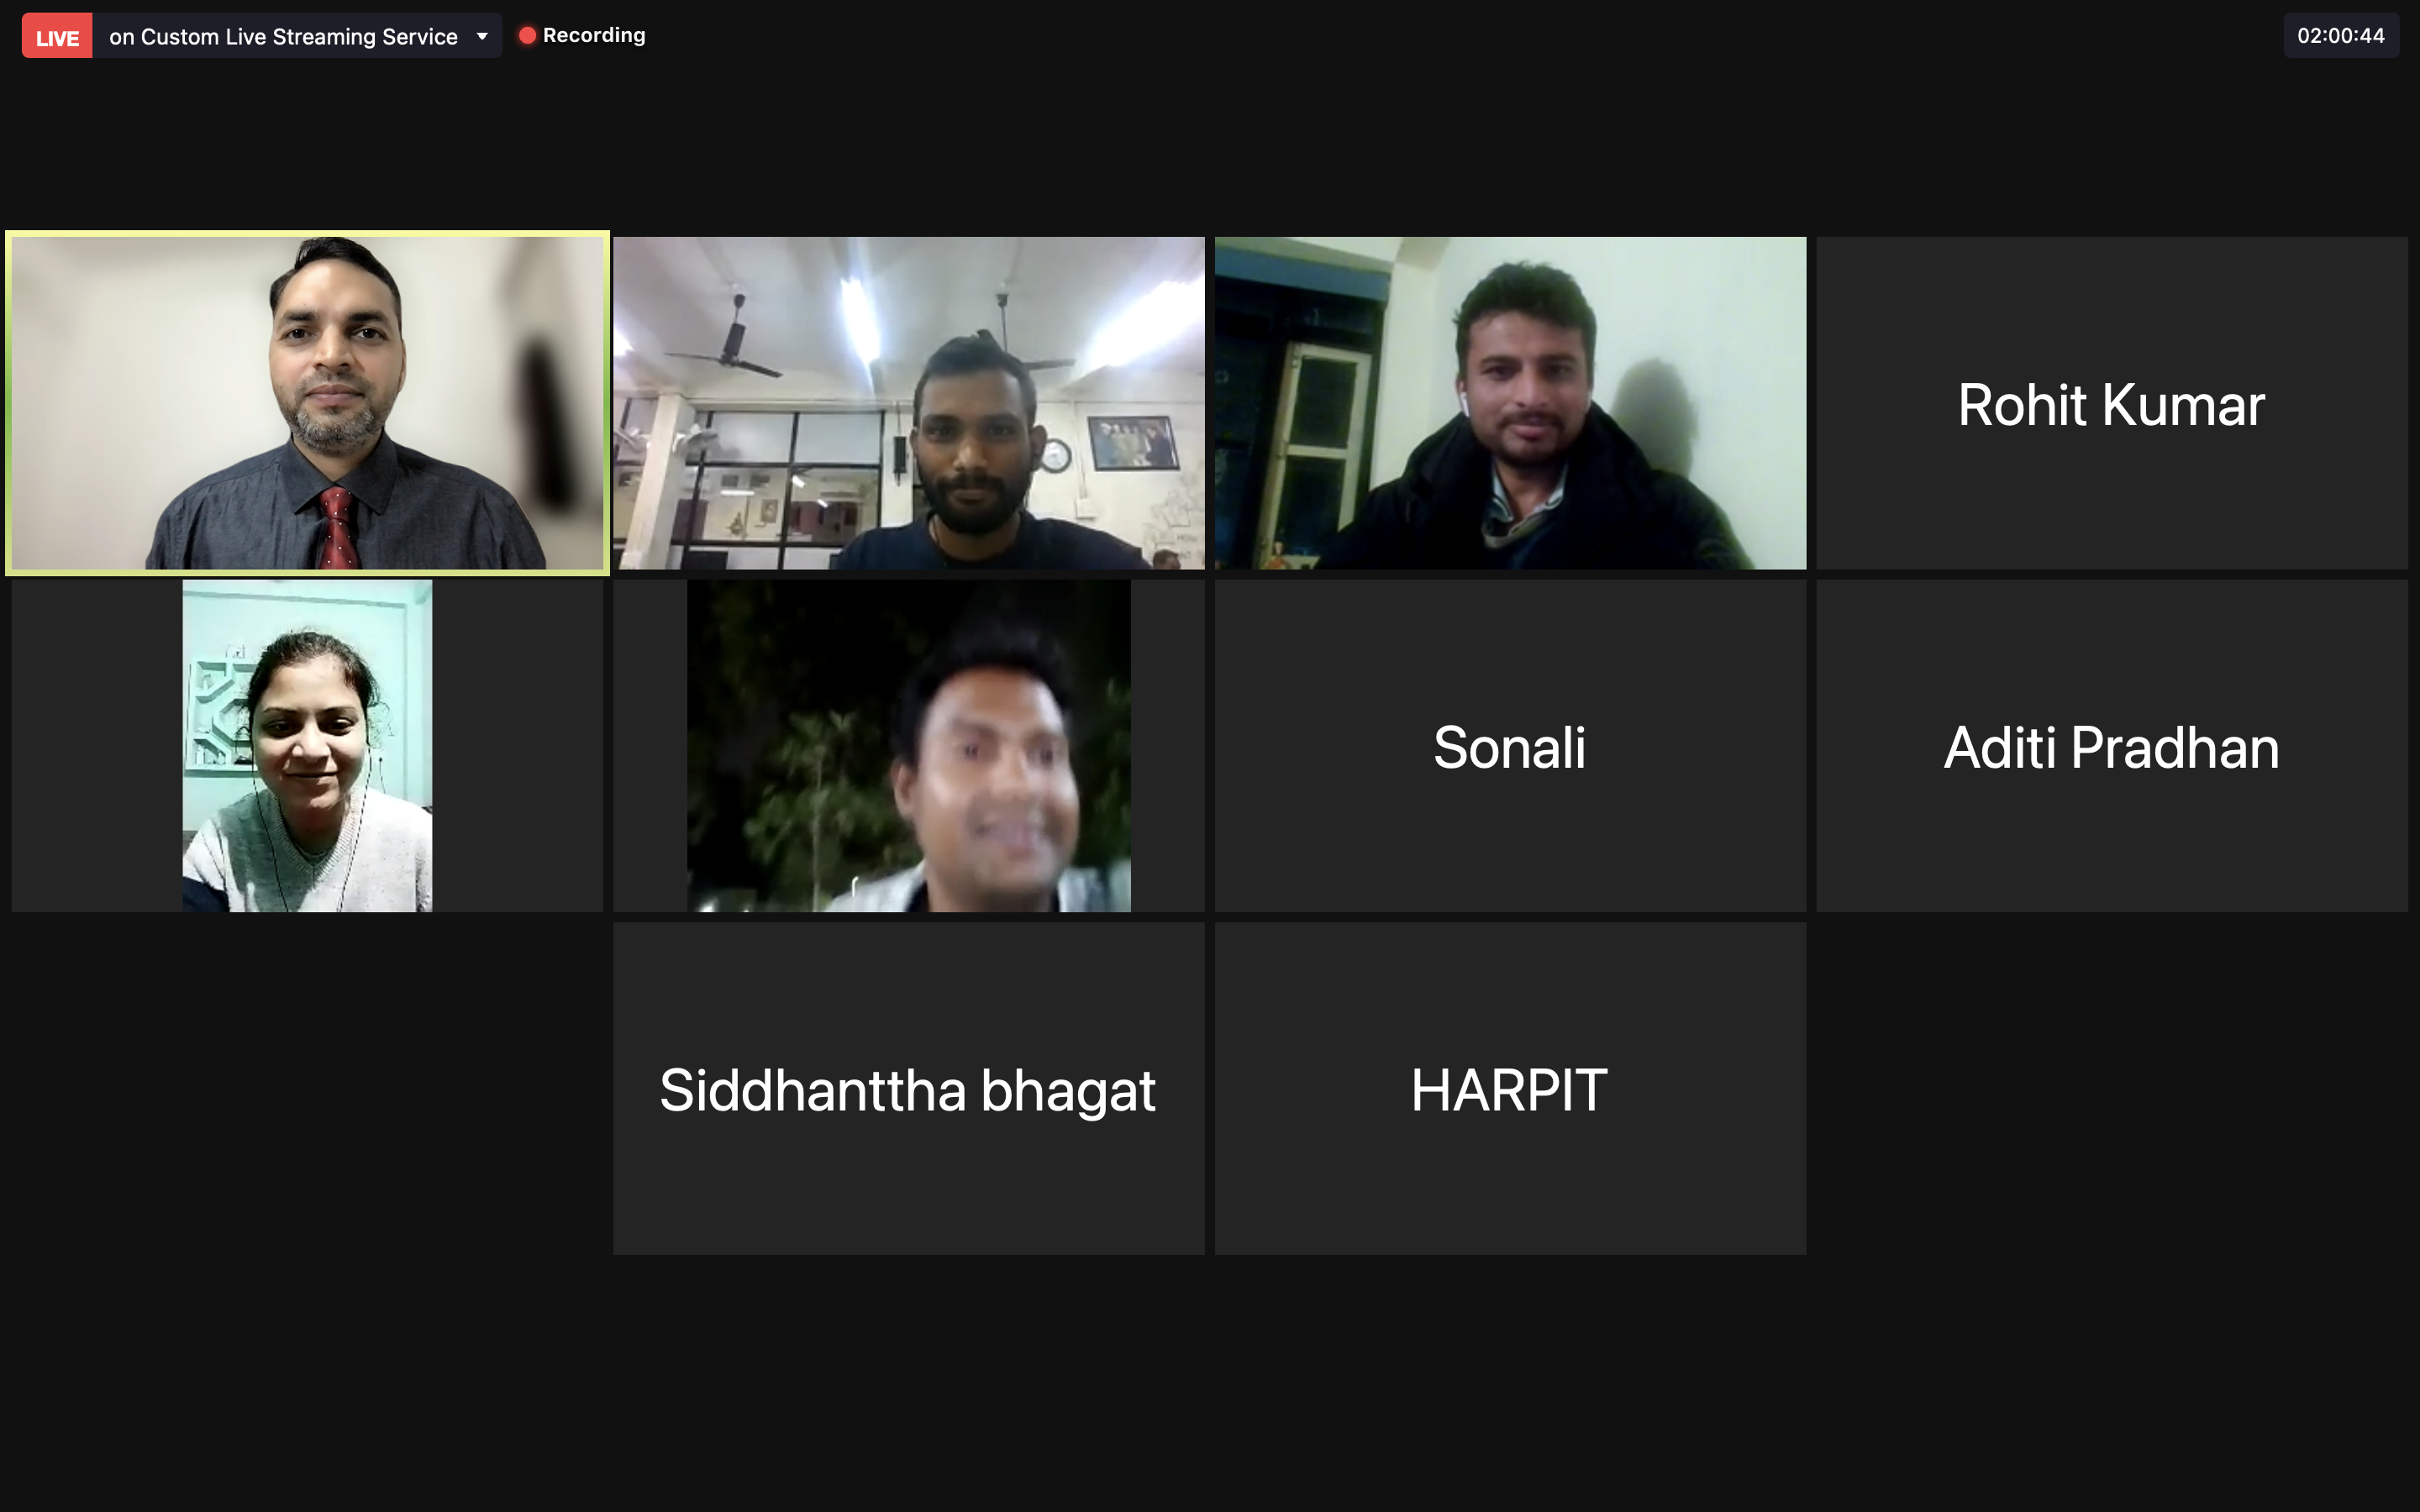 LIVE on Custom Live Streaming Service Recording 02:00:44
Rohit Kumar
Sonali
Aditi Pradhan
Siddhanttha bhagat
HARPIT